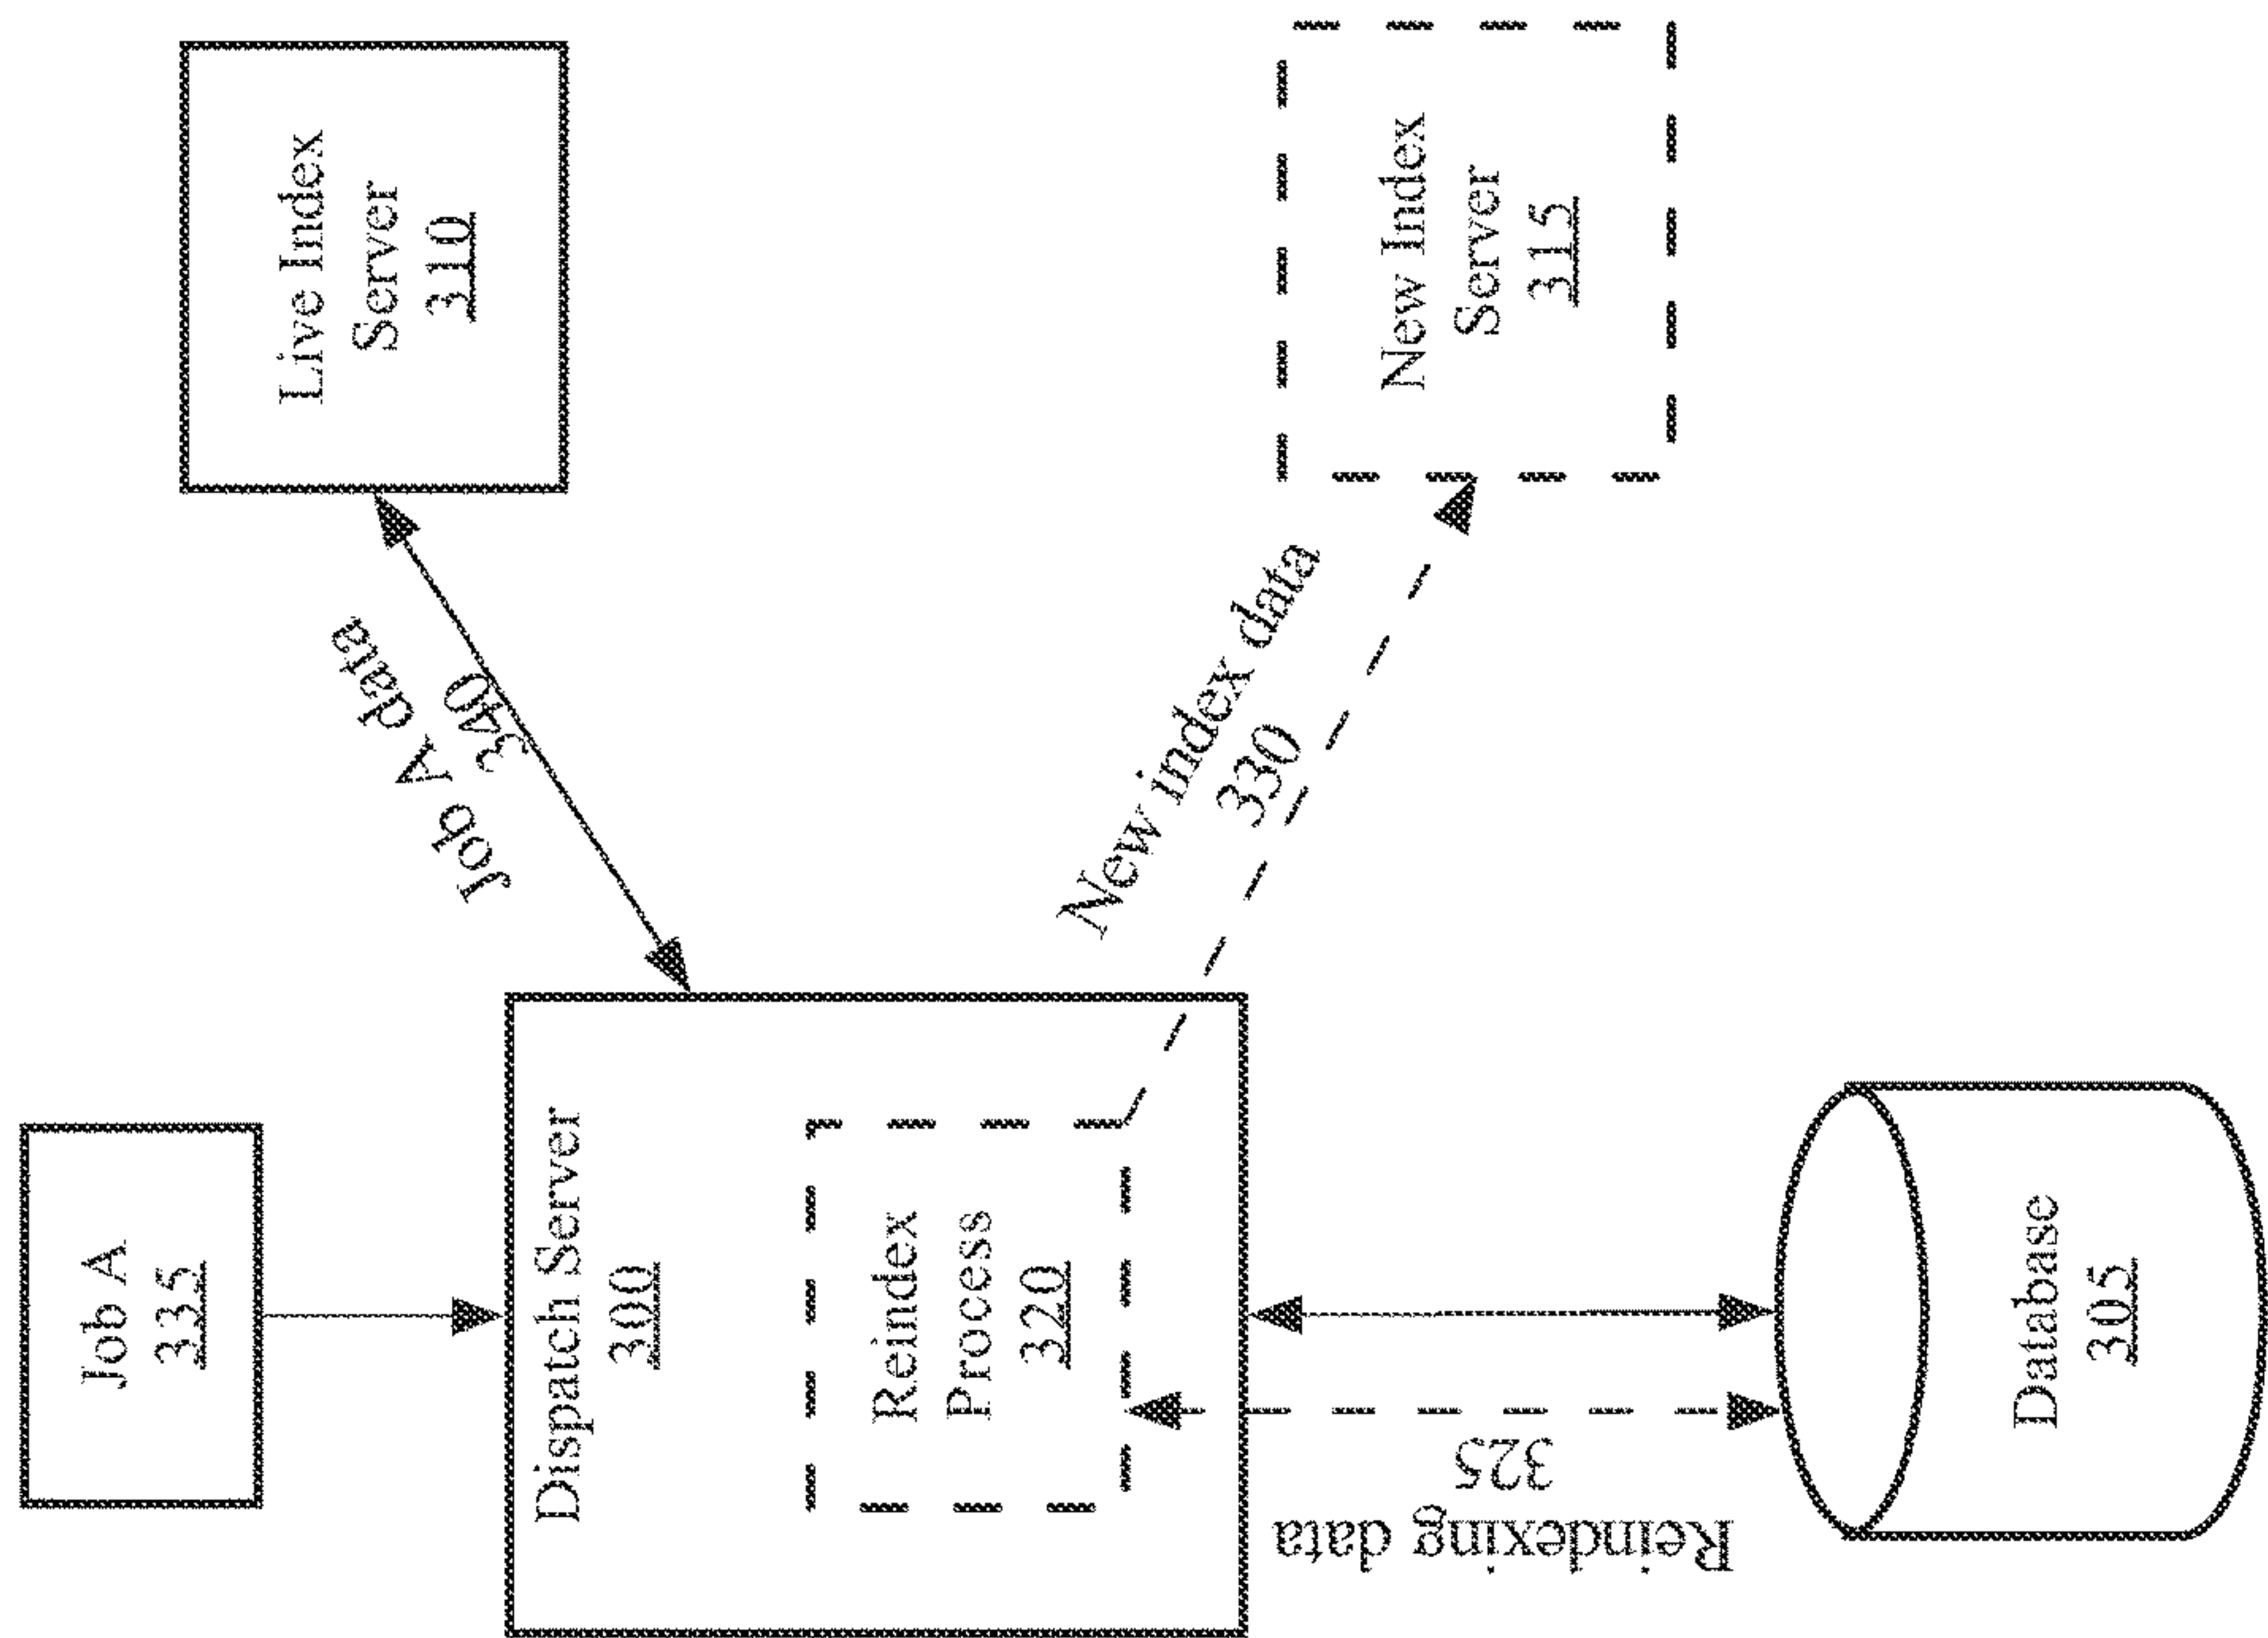 Job A
335
Dispatch Server
300
Reindex
Process
320
Reindexing data
325
Database
305
Job A data
340
Live Index
Server
310
New index data
330
New Index
Server
315